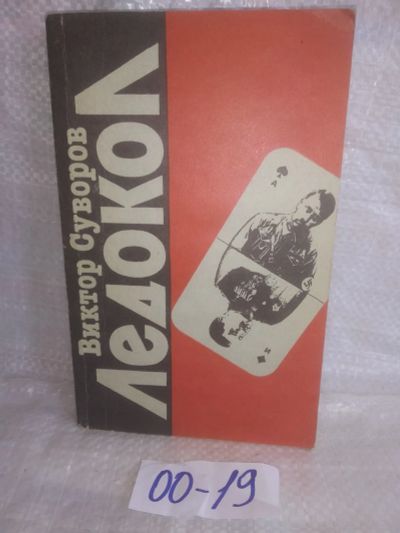 Виктор Суворов
Ледокол
А
И
00-19